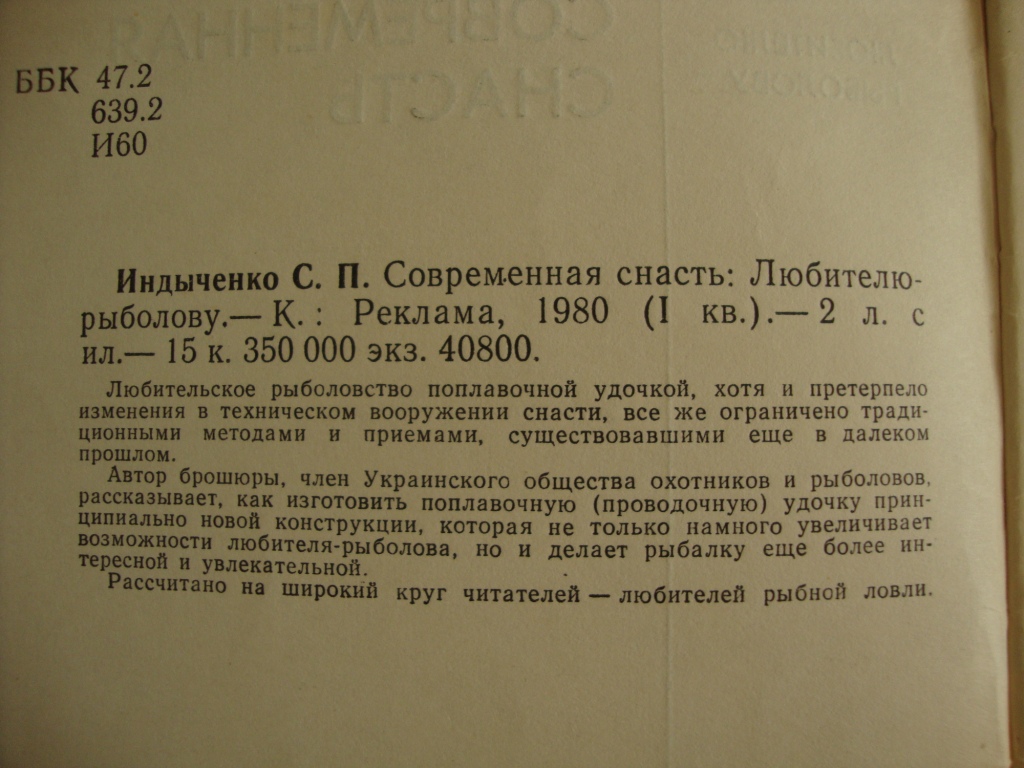 ББК 47.2
639.2
И60
Индыченко С. П. Современная снасть: Любителю-
рыболову.— К.: Реклама, 1980 (I кв.).— 2 л. с
ил.— 15 к. 350 000 экз. 40800.
Любительское рыболовство поплавочной удочкой, хотя и претерпело
изменения в техническом вооружении снасти, все же ограничено тради-
ционными методами и приемами, существовавшими еще в далеком
прошлом.
Автор брошюры, член Украинского общества охотников и рыболовов,
рассказывает, как изготовить поплавочную (проводочную) удочку прин-
ципиально новой конструкции, которая не только намного увеличивает
возможности любителя-рыболова, но и делает рыбалку еще более ин-
тересной и увлекательной.
Рассчитано на широкий круг читателей — любителей рыбной ловли.